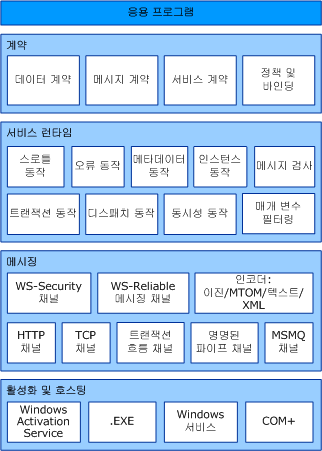 응용 프로그램
계약
데이터 계약
메시지 계약
서비스 계약
정책 및
바인딩
서비스 런타임
스로틀
동작
오류 동작
메타데이터
동작
인스턴스
동작
메시지 검사
트랜잭션 동작
디스패치 동작
동시성 동작
매개 변수
필터링
메시징
WS-Security
채널
WS-Reliable
메시징 채널
인코더:
이진/MTOM/텍스트/
XML
HTTP
채널
TCP
채널
트랜잭션
흐름 채널
명명된
파이프 채널
MSMQ
채널
활성화 및 호스팅
Windows
Activation
Service
.EXE
Windows
서비스
COM+